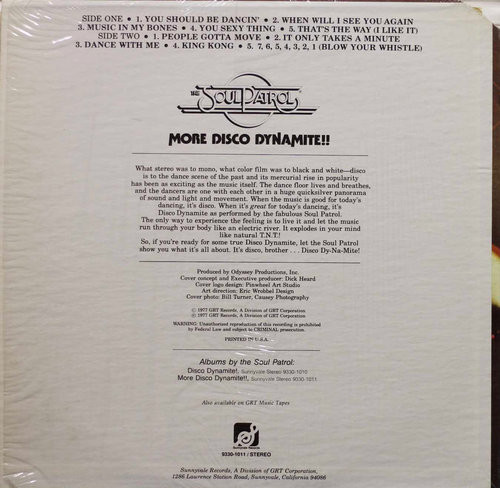 SIDE ONE • 1. YOU SHOULD BE DANCIN' • 2. WHEN WILL I SEE YOU AGAIN
3. MUSIC IN MY BONES • 4. YOU SEXY THING • 5. THAT'S THE WAY (I LIKE IT)
SIDE TWO • 1. PEOPLE GOTTA MOVE • 2. IT ONLY TAKES A MINUTE
3. DANCE WITH ME • 4. KING KONG • 5. 7, 6, 5, 4, 3, 2, 1 (BLOW YOUR WHISTLE)
THE SOUL PATROL
MORE DISCO DYNAMITE!!
What stereo was to mono, what color film was to black and white—disco
is to the dance scene of the past and its mercurial rise in popularity
has been as exciting as the music itself. The dance floor lives and breathes,
and the dancers are one with each other in a huge quicksilver panorama
of sound and light and movement. When the music is good for today's
dancing, it's disco. When it's great for today's dancing, it's
Disco Dynamite as performed by the fabulous Soul Patrol.
The only way to experience the feeling is to live it and let the music
run through your body like an electric river. It explodes in your mind
like natural T.N.T.!
So, if you're ready for some true Disco Dynamite, let the Soul Patrol
show you what it's all about. It's disco, brother . . . Disco Dy-Na-Mite!
Produced by Odyssey Productions, Inc.
Cover concept and Executive producer: Dick Heard
Cover logo design: Pinwheel Art Studio
Art direction: Eric Wrobbel Design
Cover photo: Bill Turner, Causey Photography
© 1977 GRT Records, A Division of GRT Corporation.
℗ 1977 GRT Records, A Division of GRT Corporation.
WARNING: Unauthorized reproduction of this recording is prohibited
by Federal Law and subject to CRIMINAL prosecution.
PRINTED IN U.S.A.
Albums by the Soul Patrol:
Disco Dynamite!, Sunnyvale Stereo 9330-1010
More Disco Dynamite!!, Sunnyvale Stereo 9330-1011
Also available on GRT Music Tapes
Sunnyvale Records
9330-1011 / STEREO
Sunnyvale Records, A Division of GRT Corporation,
1286 Lawrence Station Road, Sunnyvale, California 94086